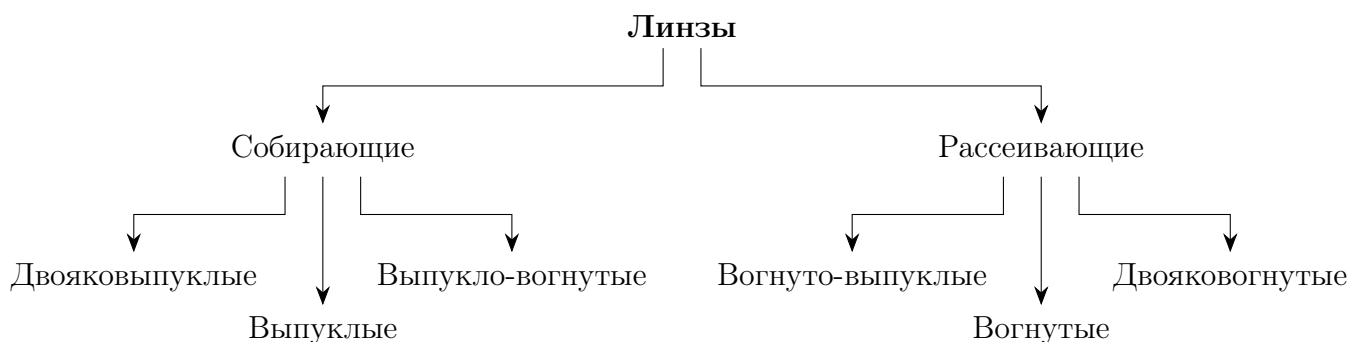 Линзы
Собирающие
Рассеивающие
Двояковыпуклые
Выпукло-вогнутые
Вогнуто-выпуклые
Двояковогнутые
Выпуклые
Вогнутые